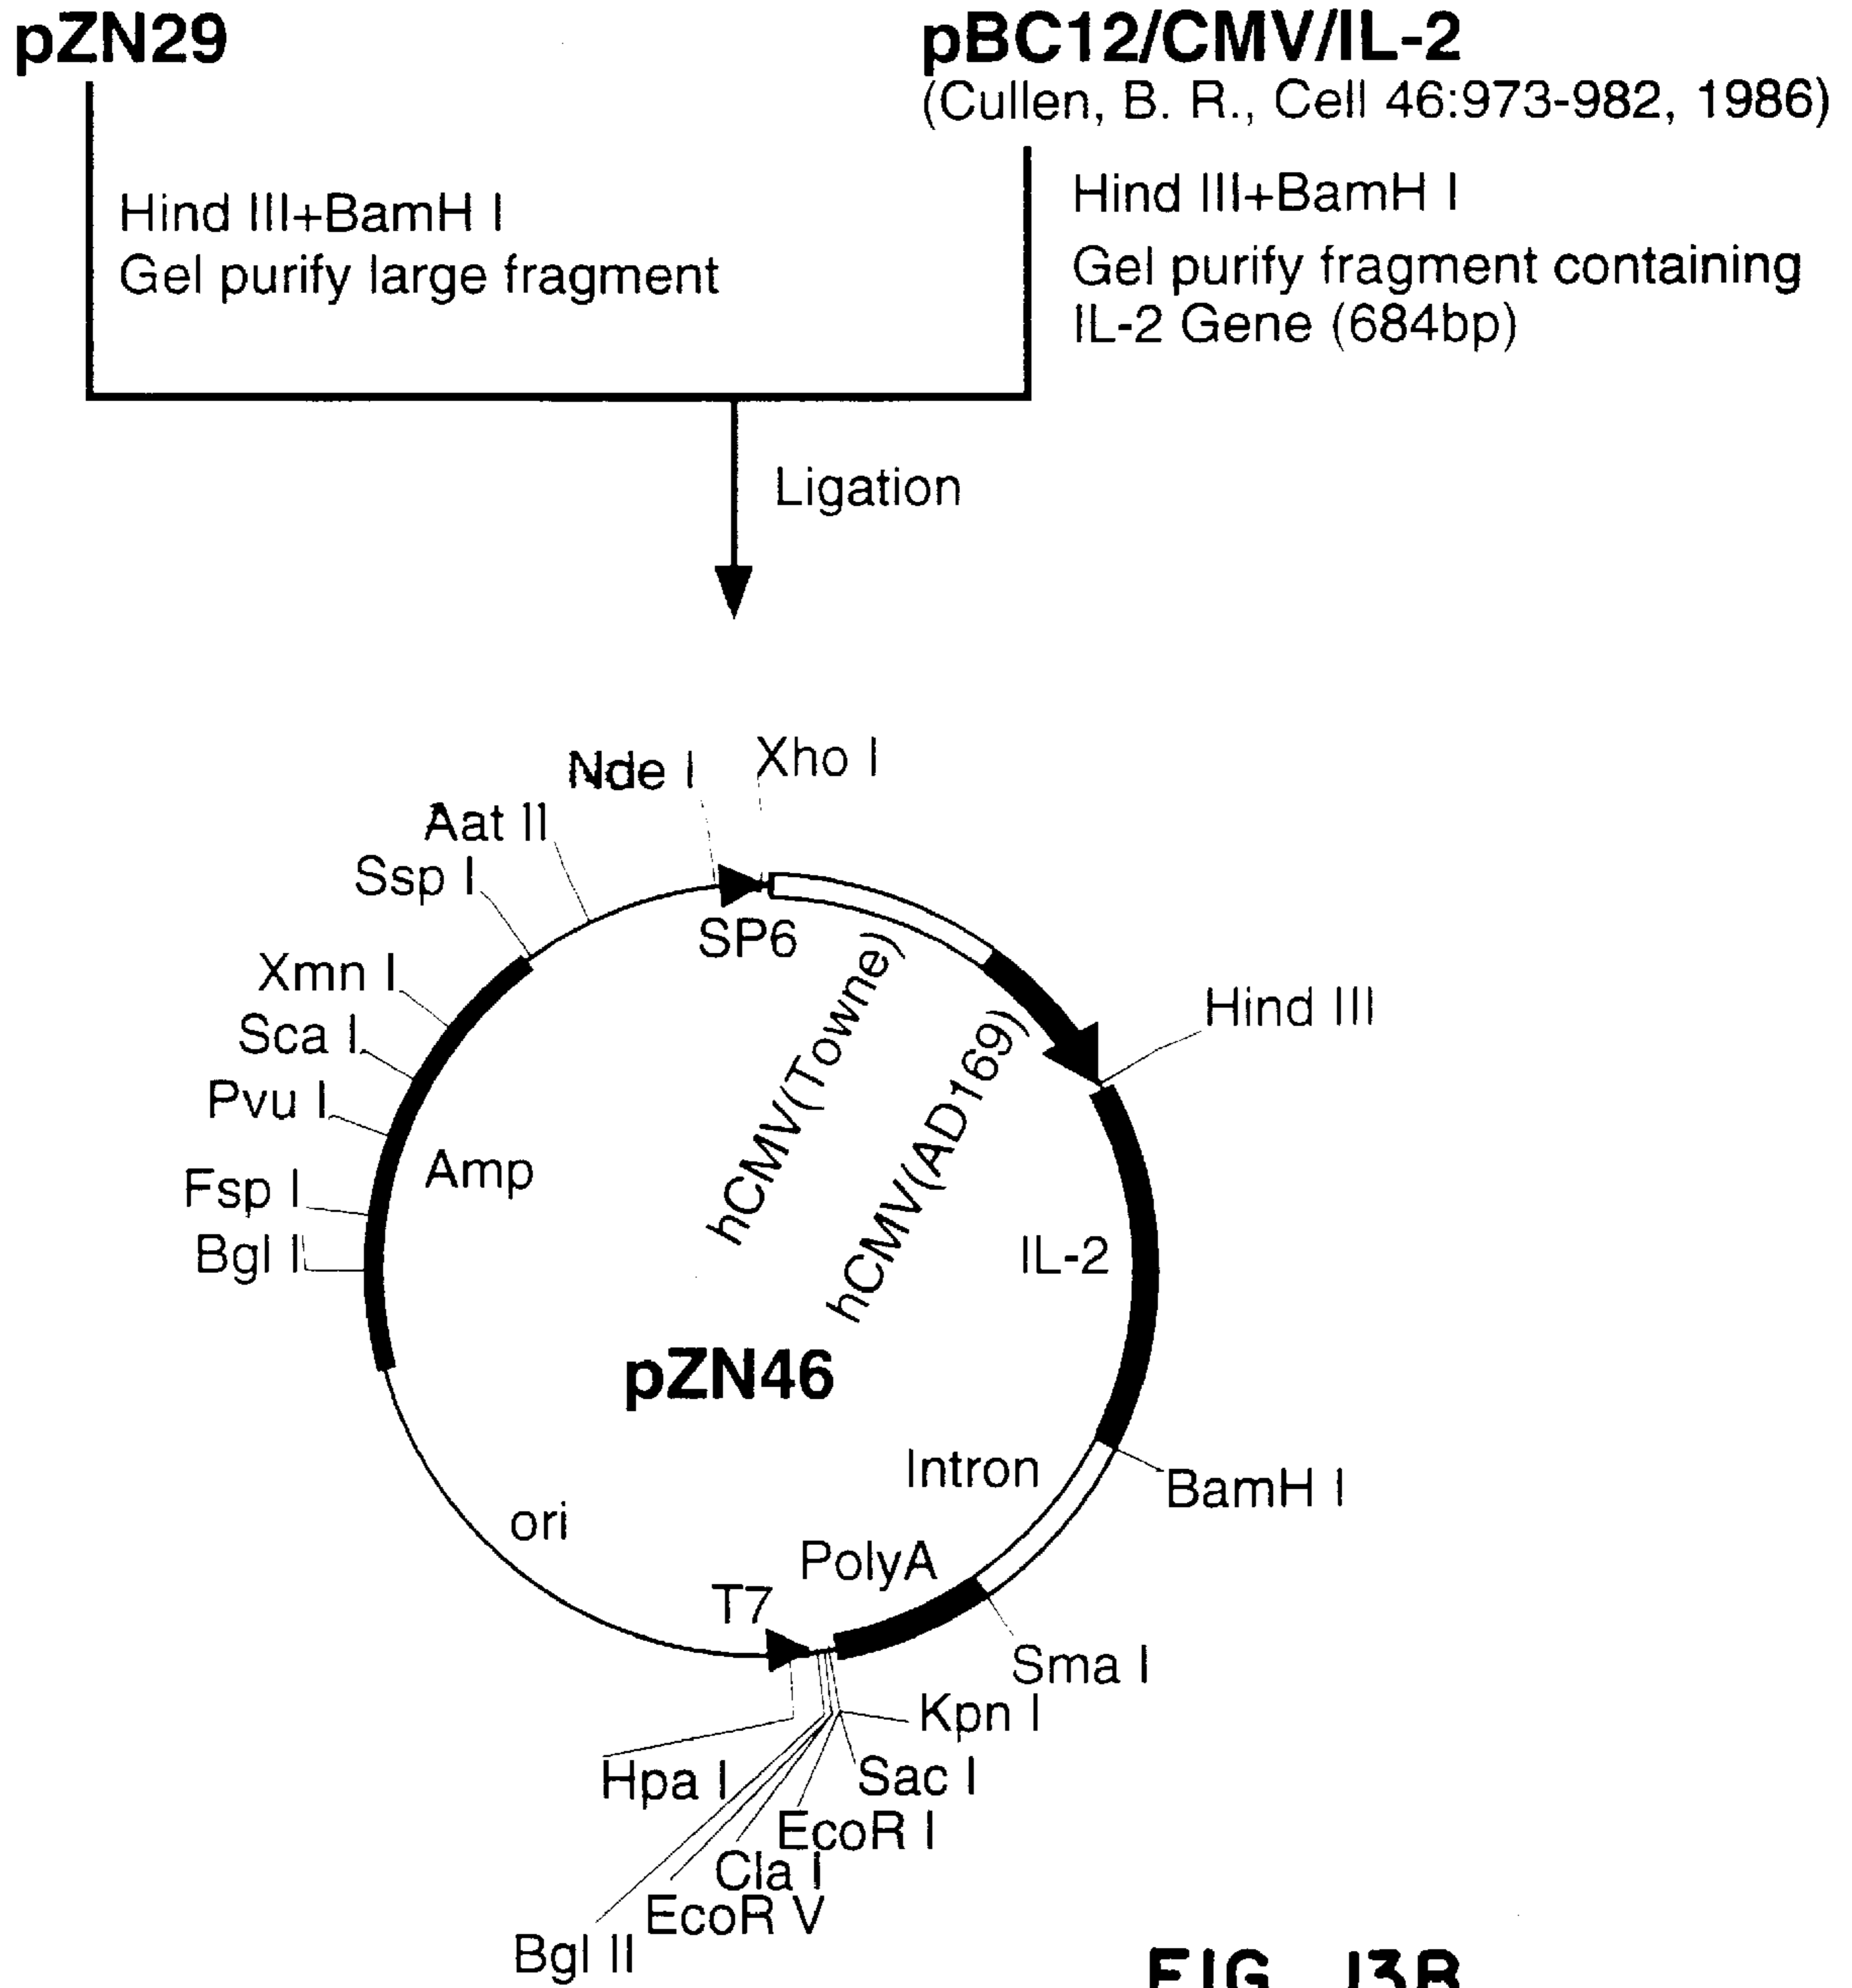 pZN29
pBC12/CMV/IL-2
(Cullen, B. R., Cell 46:973-982, 1986)
Hind III+BamH I
Gel purify large fragment
Hind III+BamH I
Gel purify fragment containing
IL-2 Gene (684bp)
Ligation
Nde I
Xho I
Aat II
Ssp I
SP6
Xmn I
hCMV(Towne)
Hind III
Sca I
hCMV(AD169)
Pvu I
Amp
Fsp I
Bgl I
IL-2
pZN46
Intron
BamH I
ori
PolyA
T7
Sma I
Kpn I
Hpa I
Sac I
EcoR I
Cla I
EcoR V
Bgl II
FIG. 13B